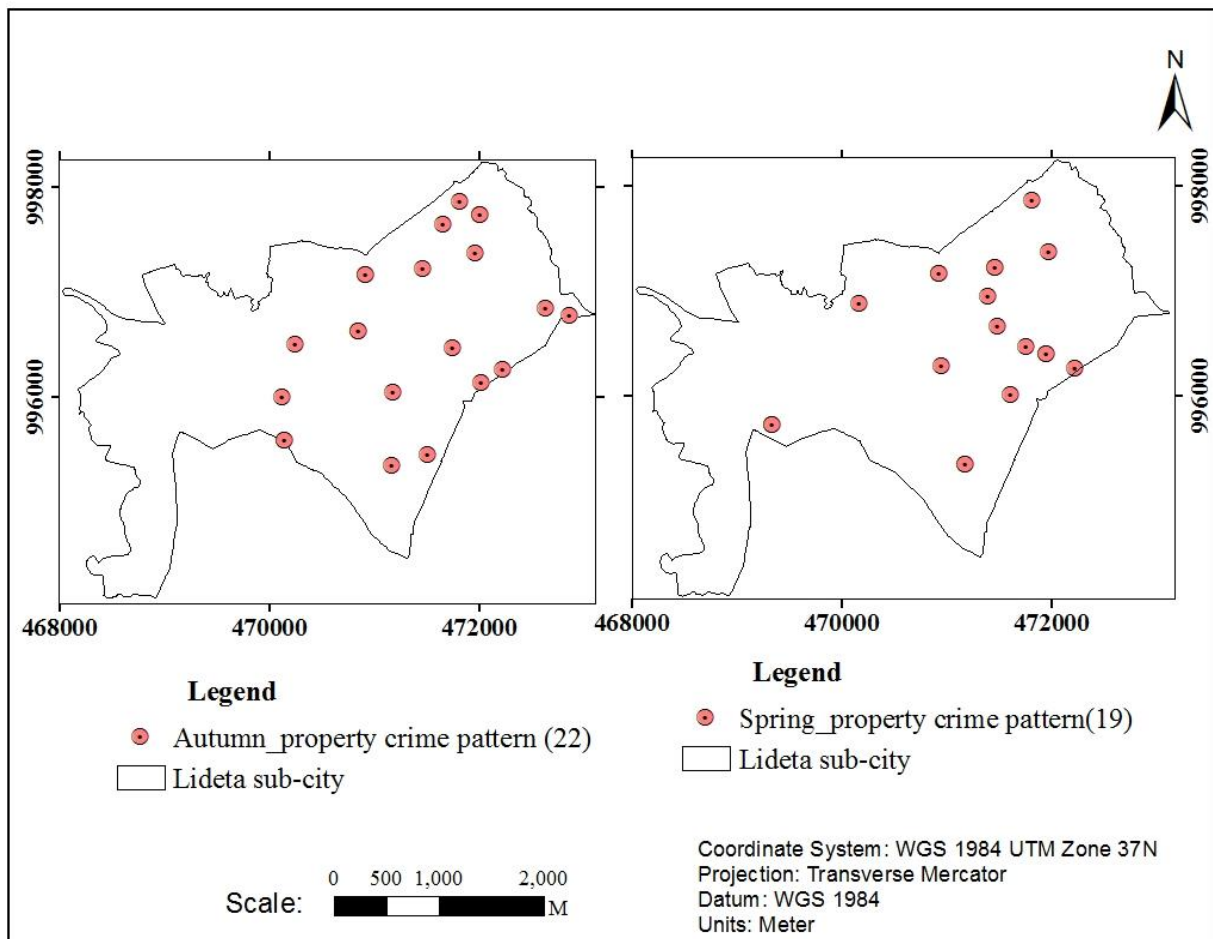 N
998000
996000
468000
470000
472000
998000
996000
468000
470000
472000
Legend
Autumn_property crime pattern (22)
Lideta sub-city
Legend
Spring_property crime pattern(19)
Lideta sub-city
Scale:
0 500 1,000 2,000
M
Coordinate System: WGS 1984 UTM Zone 37N
Projection: Transverse Mercator
Datum: WGS 1984
Units: Meter